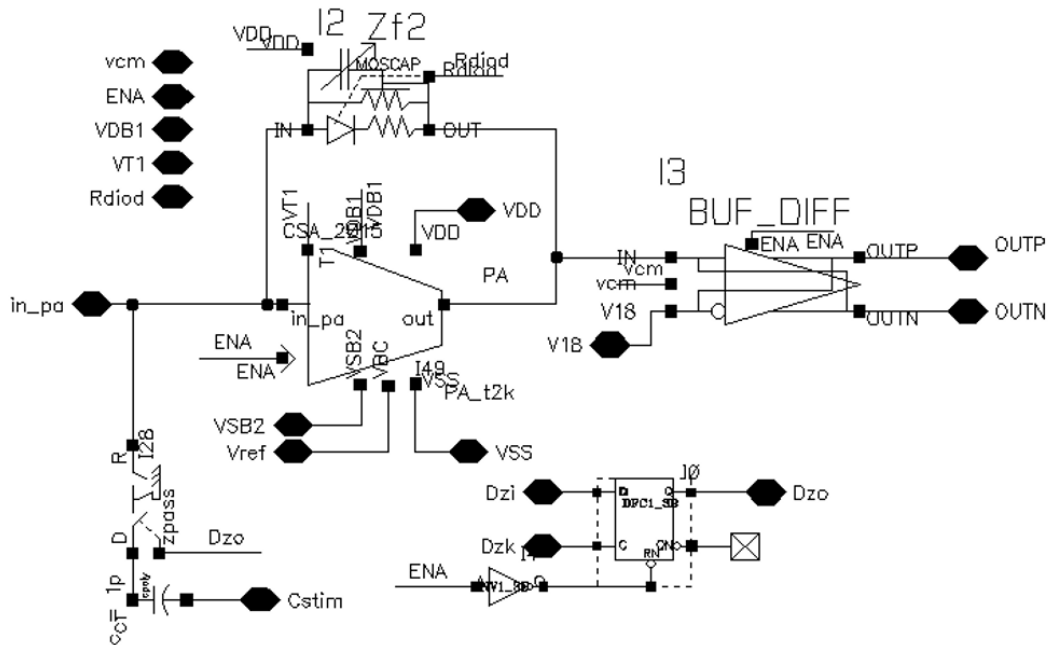 I2
Zf2
VDD
VDD
vcm
ENA
VDB1
VT1
Rdiod
MOSCAP
Rdiod
Rdiod
IN
OUT
VT1
VDB1
VDB1
VDD
VDD
T1
PA
in_pa
in_pa
out
ENA
ENA
VSB2
VBC
I49
VSS
PA_t2k
VSB2
Vref
VSS
I3
BUF_DIFF
ENA
ENA
IN
vcm
vcm
V18
V18
OUTP
OUTP
OUTN
OUTN
R
I28
zpass
D
Dzo
1p
cpoly
Cstim
Dzi
Dzk
D
C
DFC1_SB
RN
Dzo
ENA